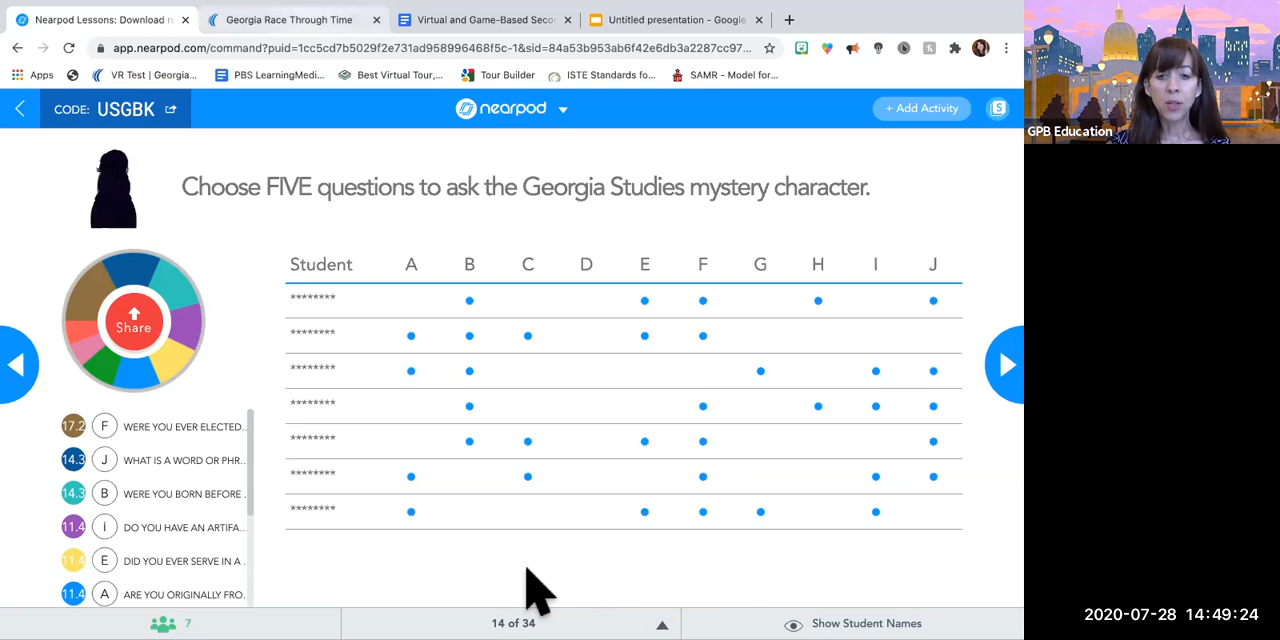 Nearpod Lessons: Download re
Georgia Race Through Time
Virtual and Game-Based Seco
Untitled presentation - Google
app.nearpod.com/command?puid=1cc5cd7b5029f2e731ad958996468f5c-1&sid=84a53b953ab6f42e6db3a2287cc97...
Apps
VR Test | Georgia...
PBS LearningMedi...
Best Virtual Tour,...
Tour Builder
ISTE Standards fo...
SAMR - Model for...
GPB Education
CODE: USGBK
nearpod
+ Add Activity
S
Choose FIVE questions to ask the Georgia Studies mystery character.
Share
Student A B C D E F G H I J
********
********
********
********
********
********
********
17.2 F WERE YOU EVER ELECTED...
14.3 J WHAT IS A WORD OR PHR...
14.3 B WERE YOU BORN BEFORE ...
11.4 I DO YOU HAVE AN ARTIFA...
11.4 E DID YOU EVER SERVE IN A ...
11.4 A ARE YOU ORIGINALLY FRO...
7
14 of 34
Show Student Names
2020-07-28 14:49:24